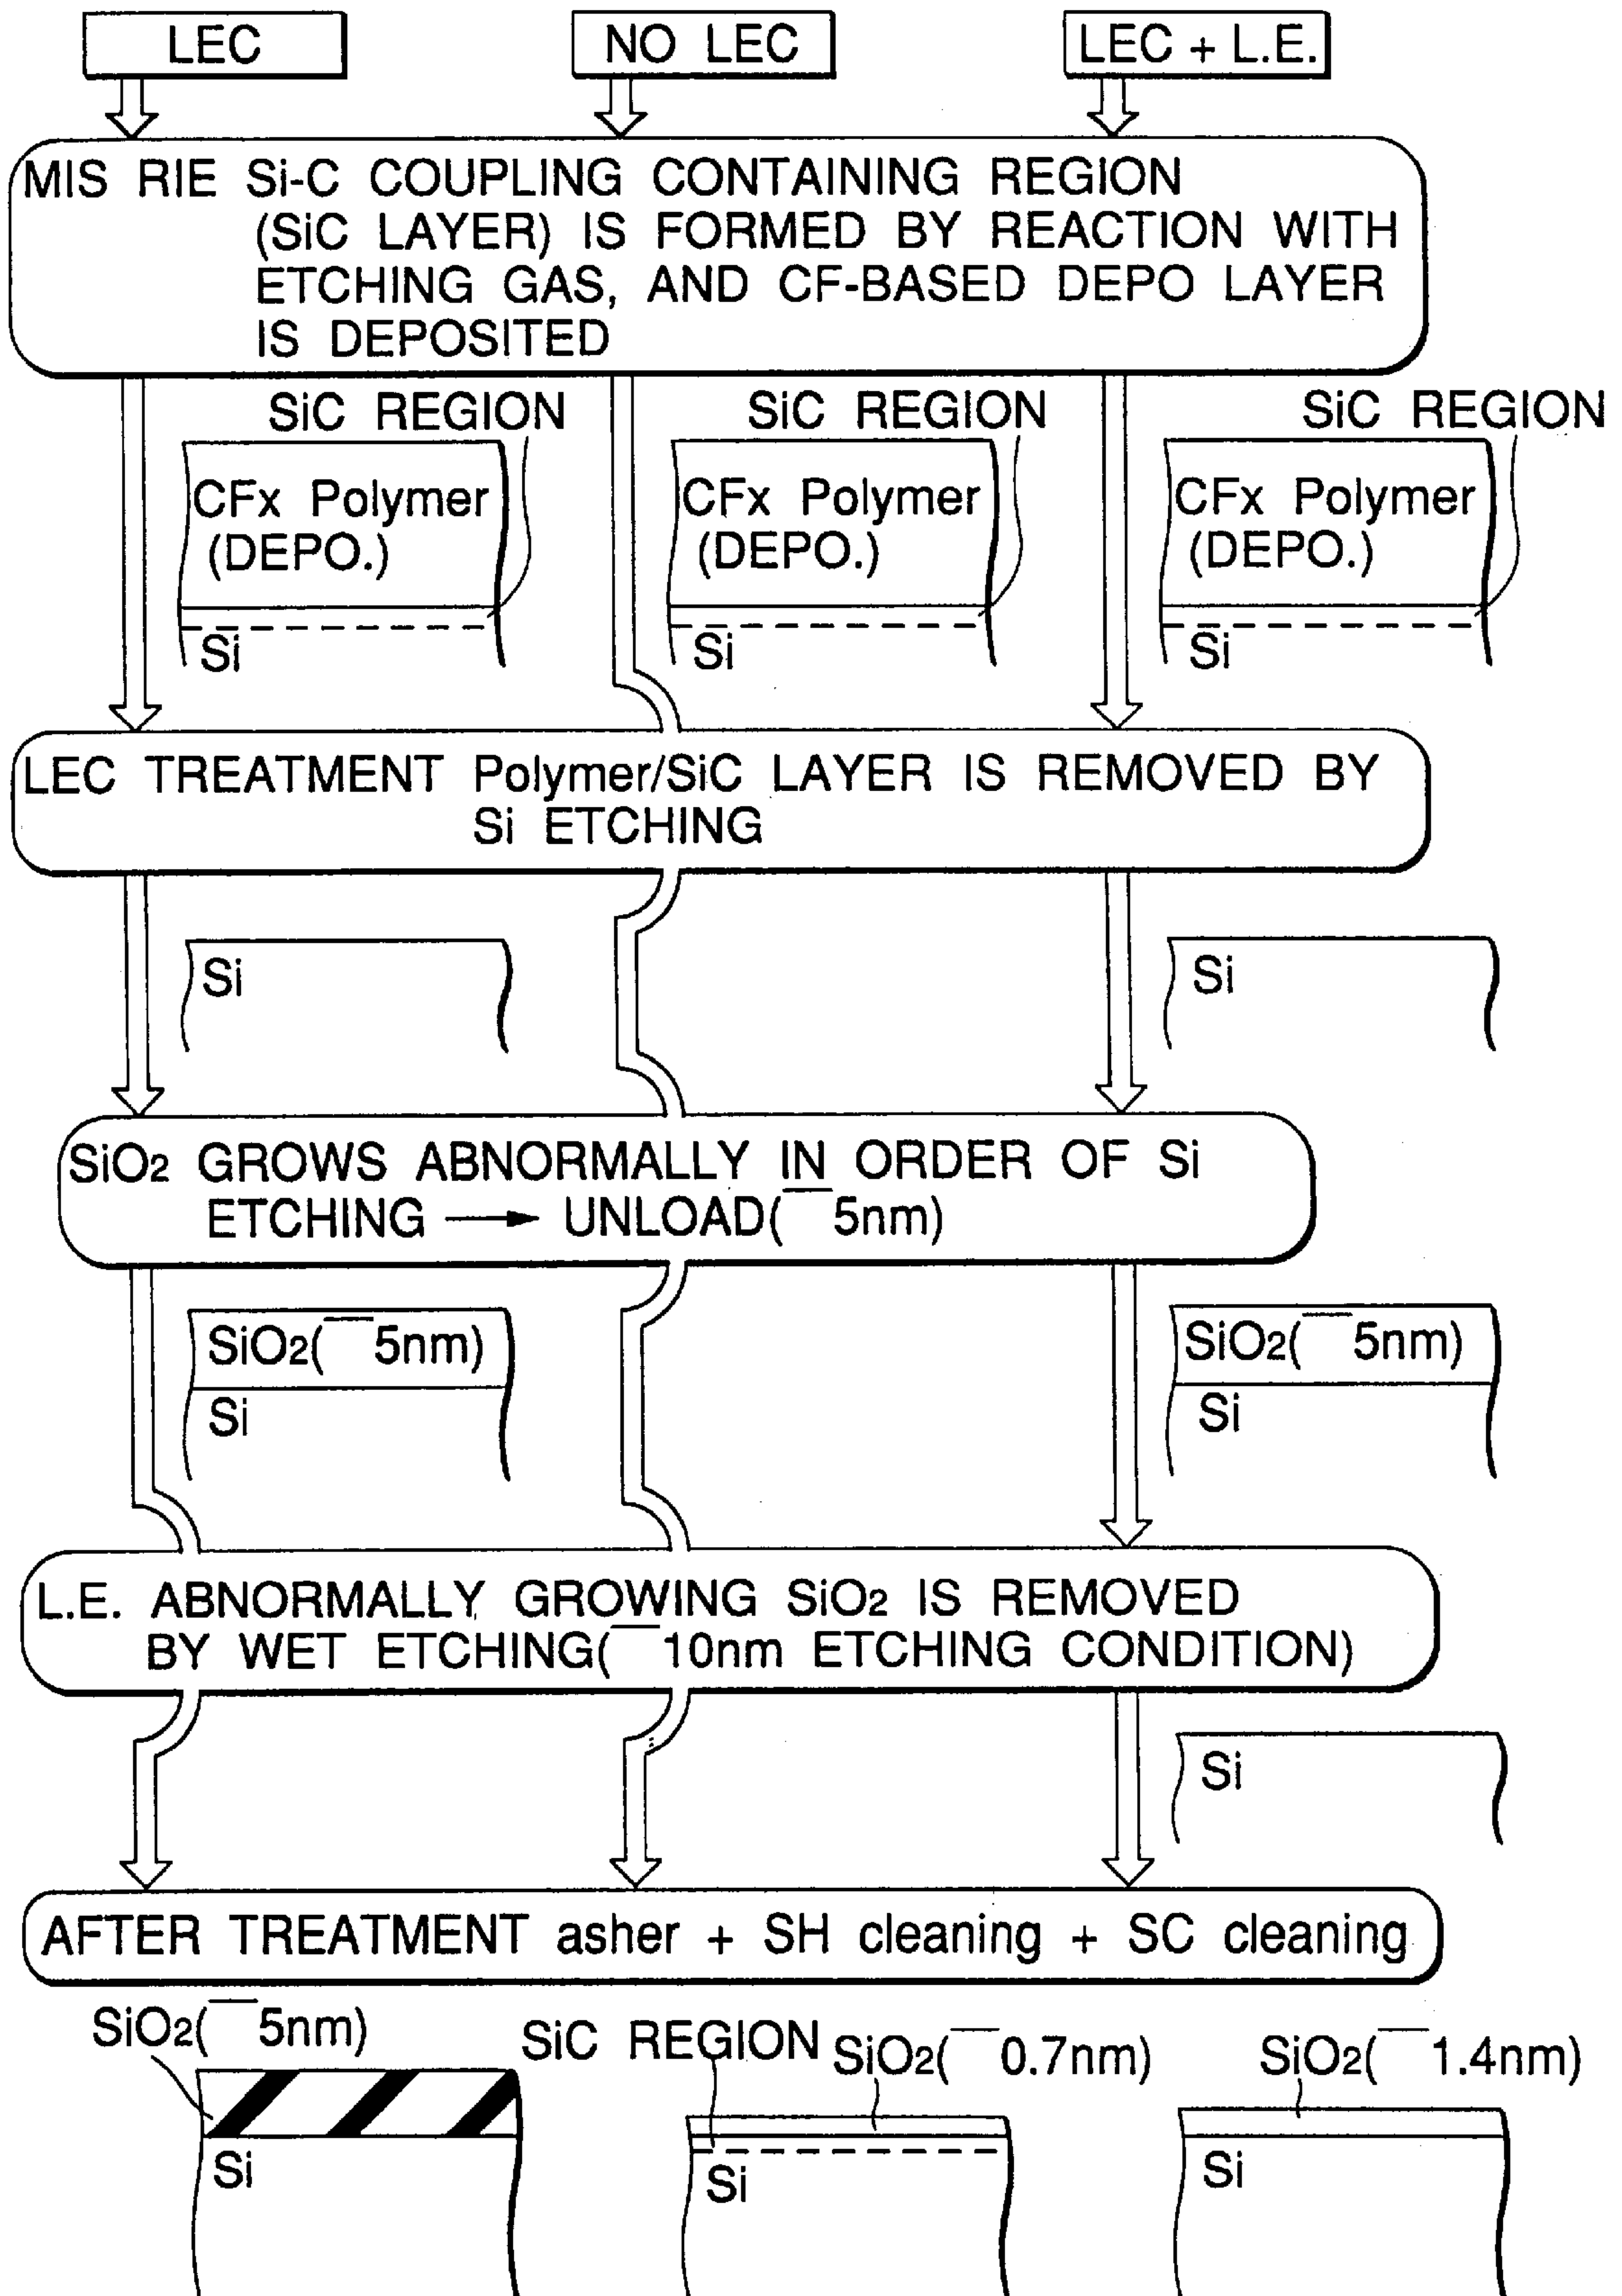 LEC
NO LEC
LEC + L.E.
MIS RIE Si-C COUPLING CONTAINING REGION
(SiC LAYER) IS FORMED BY REACTION WITH
ETCHING GAS, AND CF-BASED DEPO LAYER
IS DEPOSITED
SiC REGION
SiC REGION
SiC REGION
CFx Polymer
(DEPO.)
Si
CFx Polymer
(DEPO.)
Si
CFx Polymer
(DEPO.)
Si
LEC TREATMENT Polymer/SiC LAYER IS REMOVED BY
Si ETCHING
Si
Si
SiO2 GROWS ABNORMALLY IN ORDER OF Si
ETCHING → UNLOAD(‾5nm)
SiO2(‾5nm)
Si
SiO2(‾5nm)
Si
L.E. ABNORMALLY GROWING SiO2 IS REMOVED
BY WET ETCHING(‾10nm ETCHING CONDITION)
Si
AFTER TREATMENT asher + SH cleaning + SC cleaning
SiO2(‾5nm)
Si
SiC REGION
SiO2(‾0.7nm)
Si
SiO2(‾1.4nm)
Si